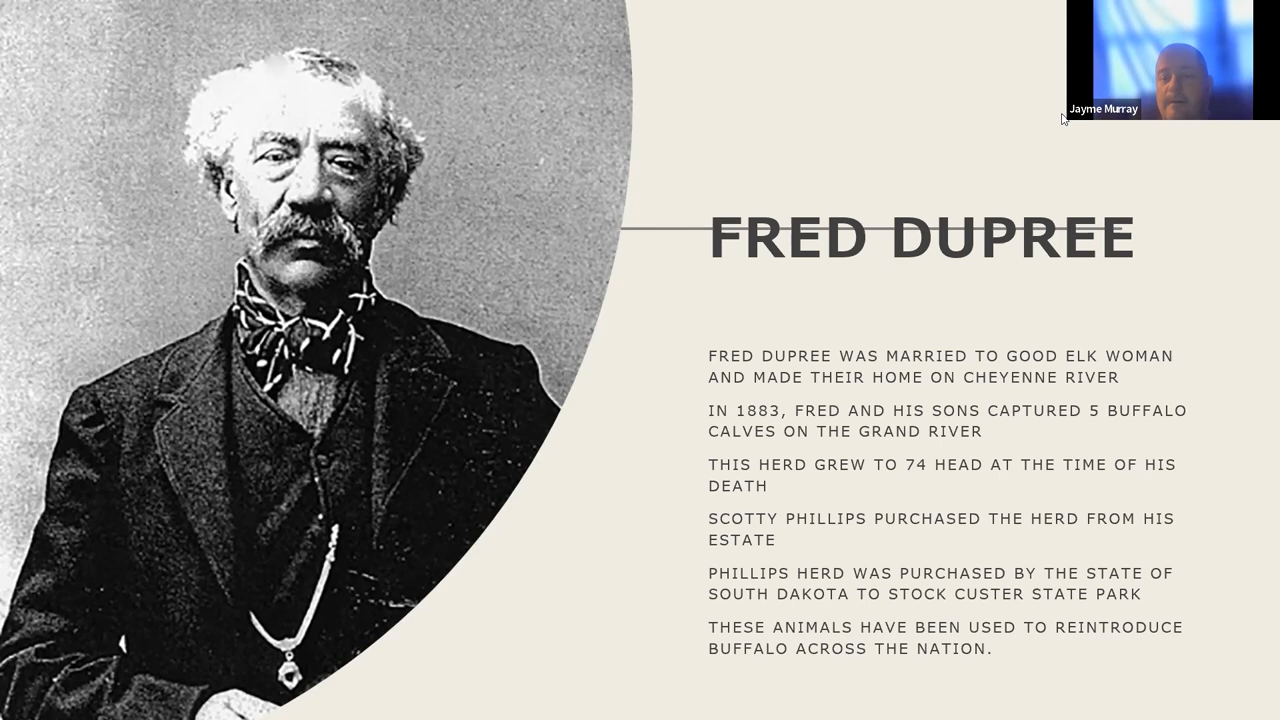 Jayme Murray
FRED DUPREE
FRED DUPREE WAS MARRIED TO GOOD ELK WOMAN
AND MADE THEIR HOME ON CHEYENNE RIVER
IN 1883, FRED AND HIS SONS CAPTURED 5 BUFFALO
CALVES ON THE GRAND RIVER
THIS HERD GREW TO 74 HEAD AT THE TIME OF HIS
DEATH
SCOTTY PHILLIPS PURCHASED THE HERD FROM HIS
ESTATE
PHILLIPS HERD WAS PURCHASED BY THE STATE OF
SOUTH DAKOTA TO STOCK CUSTER STATE PARK
THESE ANIMALS HAVE BEEN USED TO REINTRODUCE
BUFFALO ACROSS THE NATION.